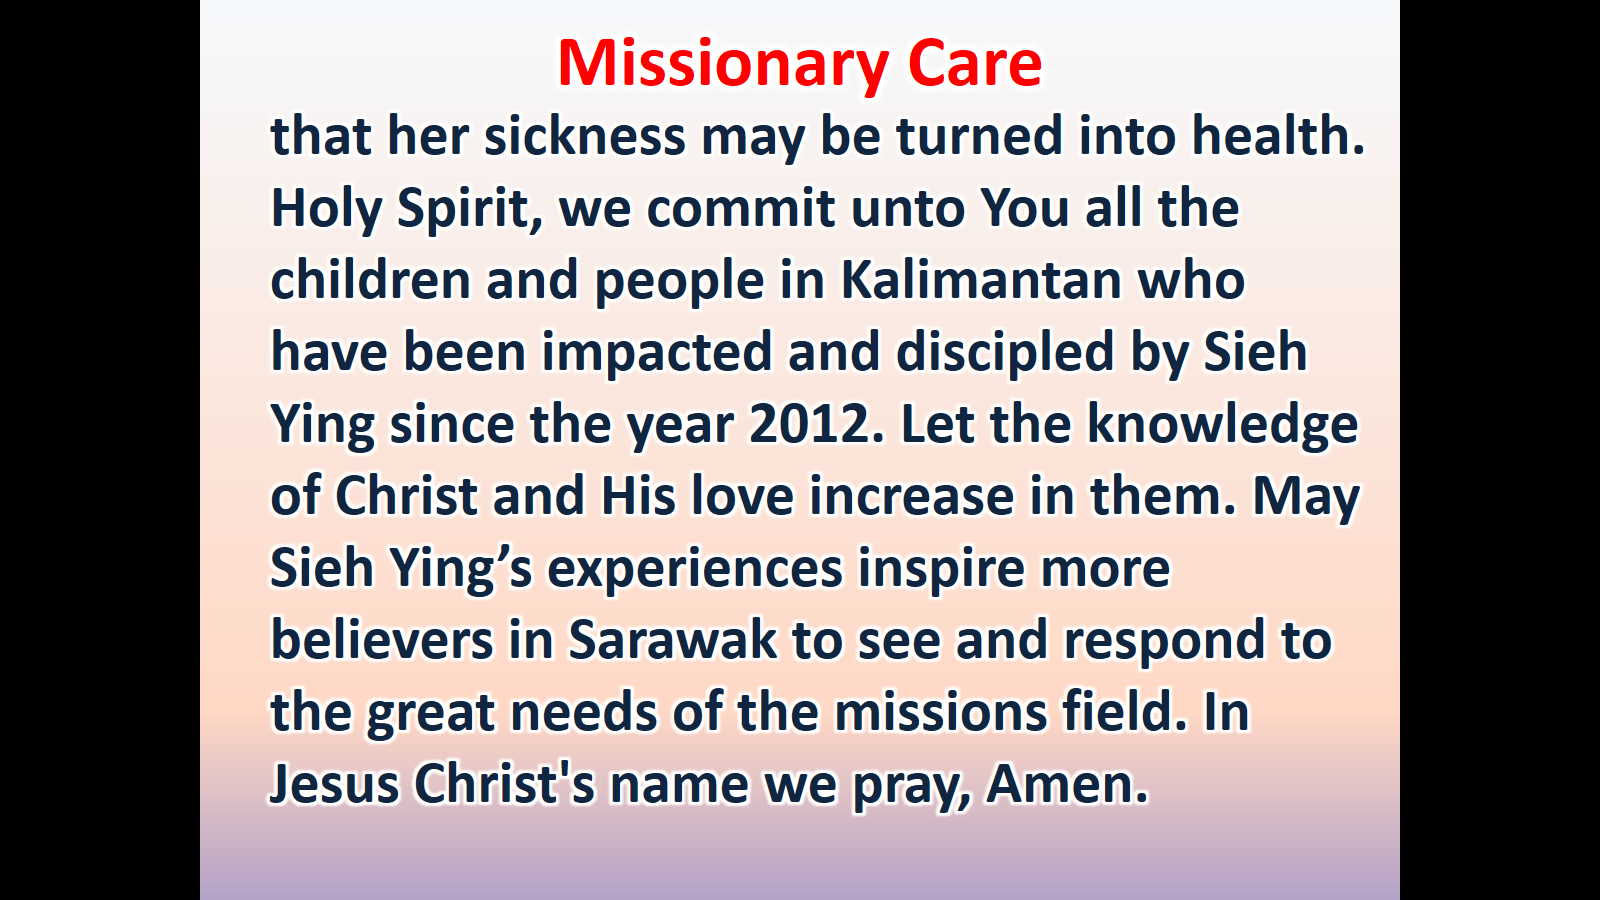 Missionary Care
that her sickness may be turned into health.
Holy Spirit, we commit unto You all the
children and people in Kalimantan who
have been impacted and discipled by Sieh
Ying since the year 2012. Let the knowledge
of Christ and His love increase in them. May
Sieh Ying’s experiences inspire more
believers in Sarawak to see and respond to
the great needs of the missions field. In
Jesus Christ's name we pray, Amen.